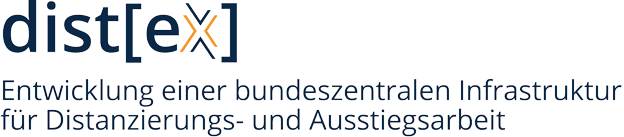 dist[ex]
Entwicklung einer bundeszentralen Infrastruktur
für Distanzierungs- und Ausstiegsarbeit